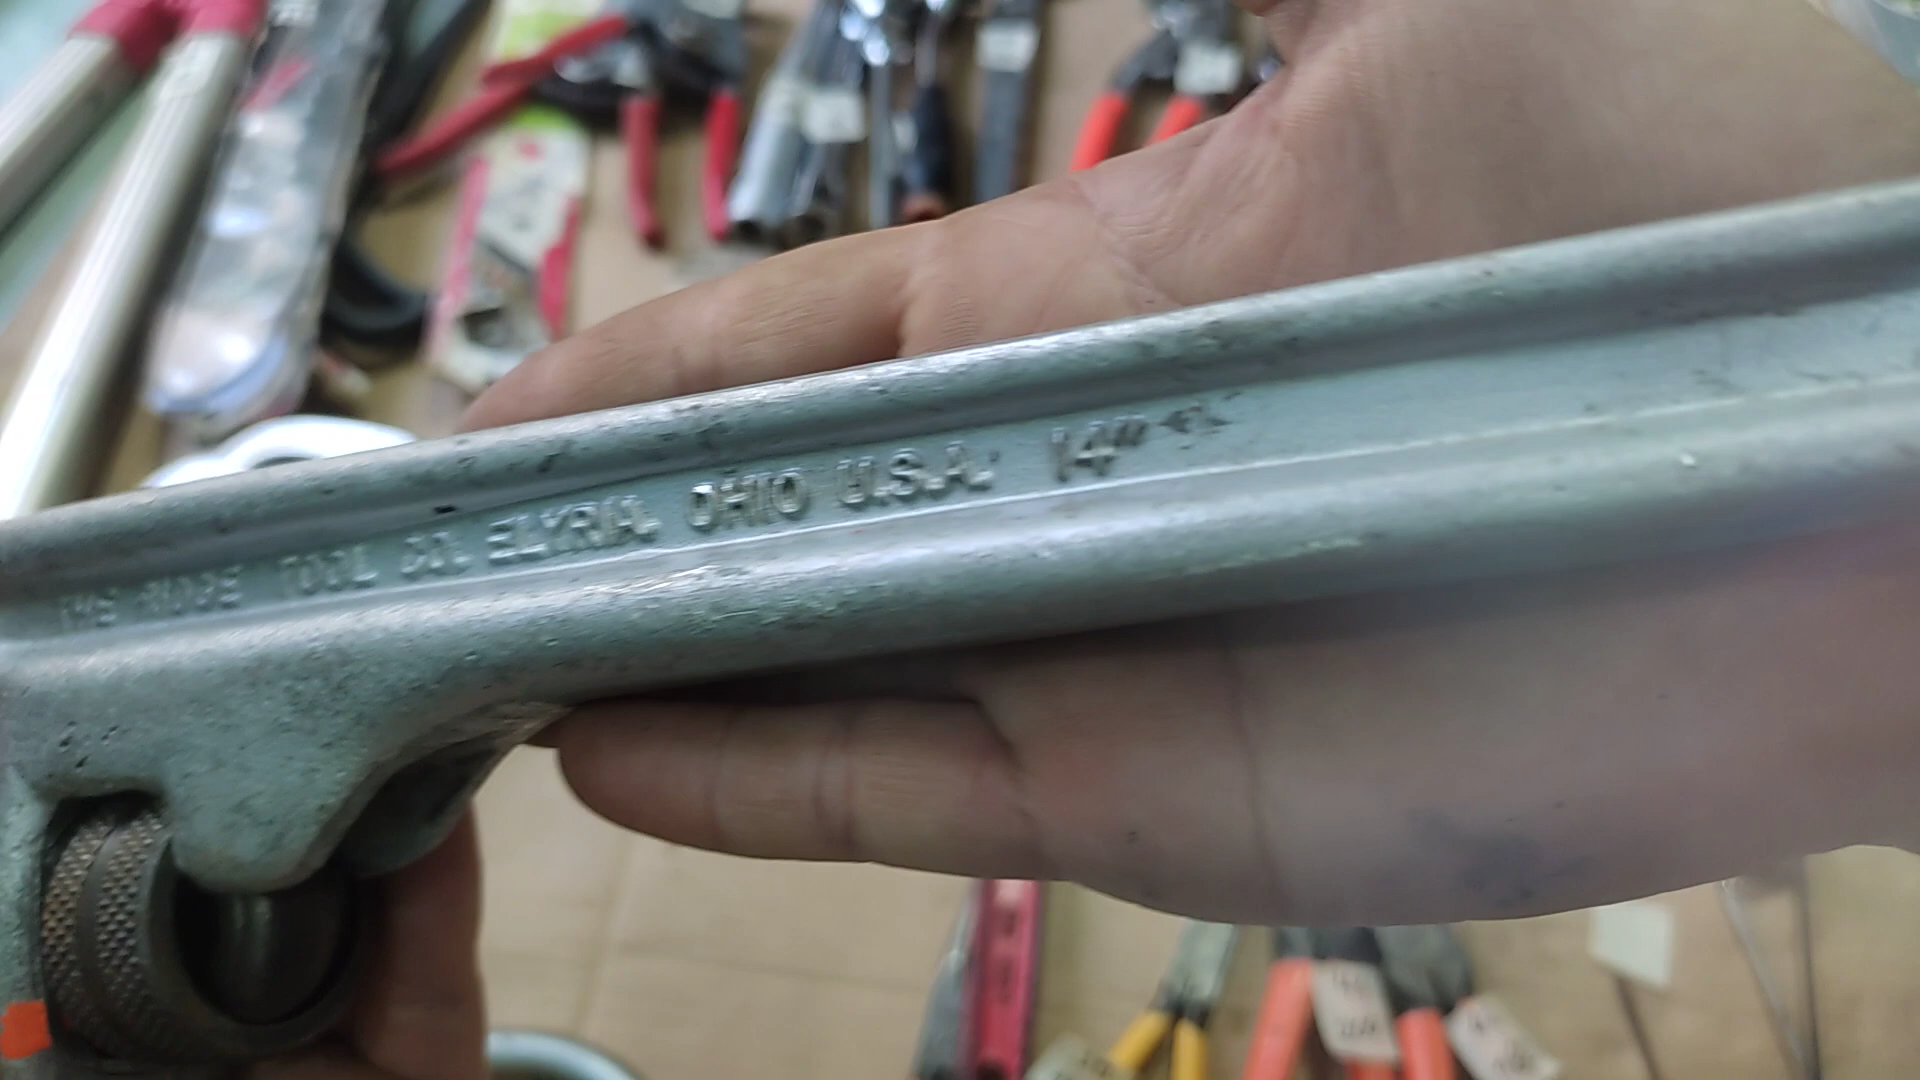 THE RIDGE TOOL CO. ELYRIA, OHIO U.S.A. 14"